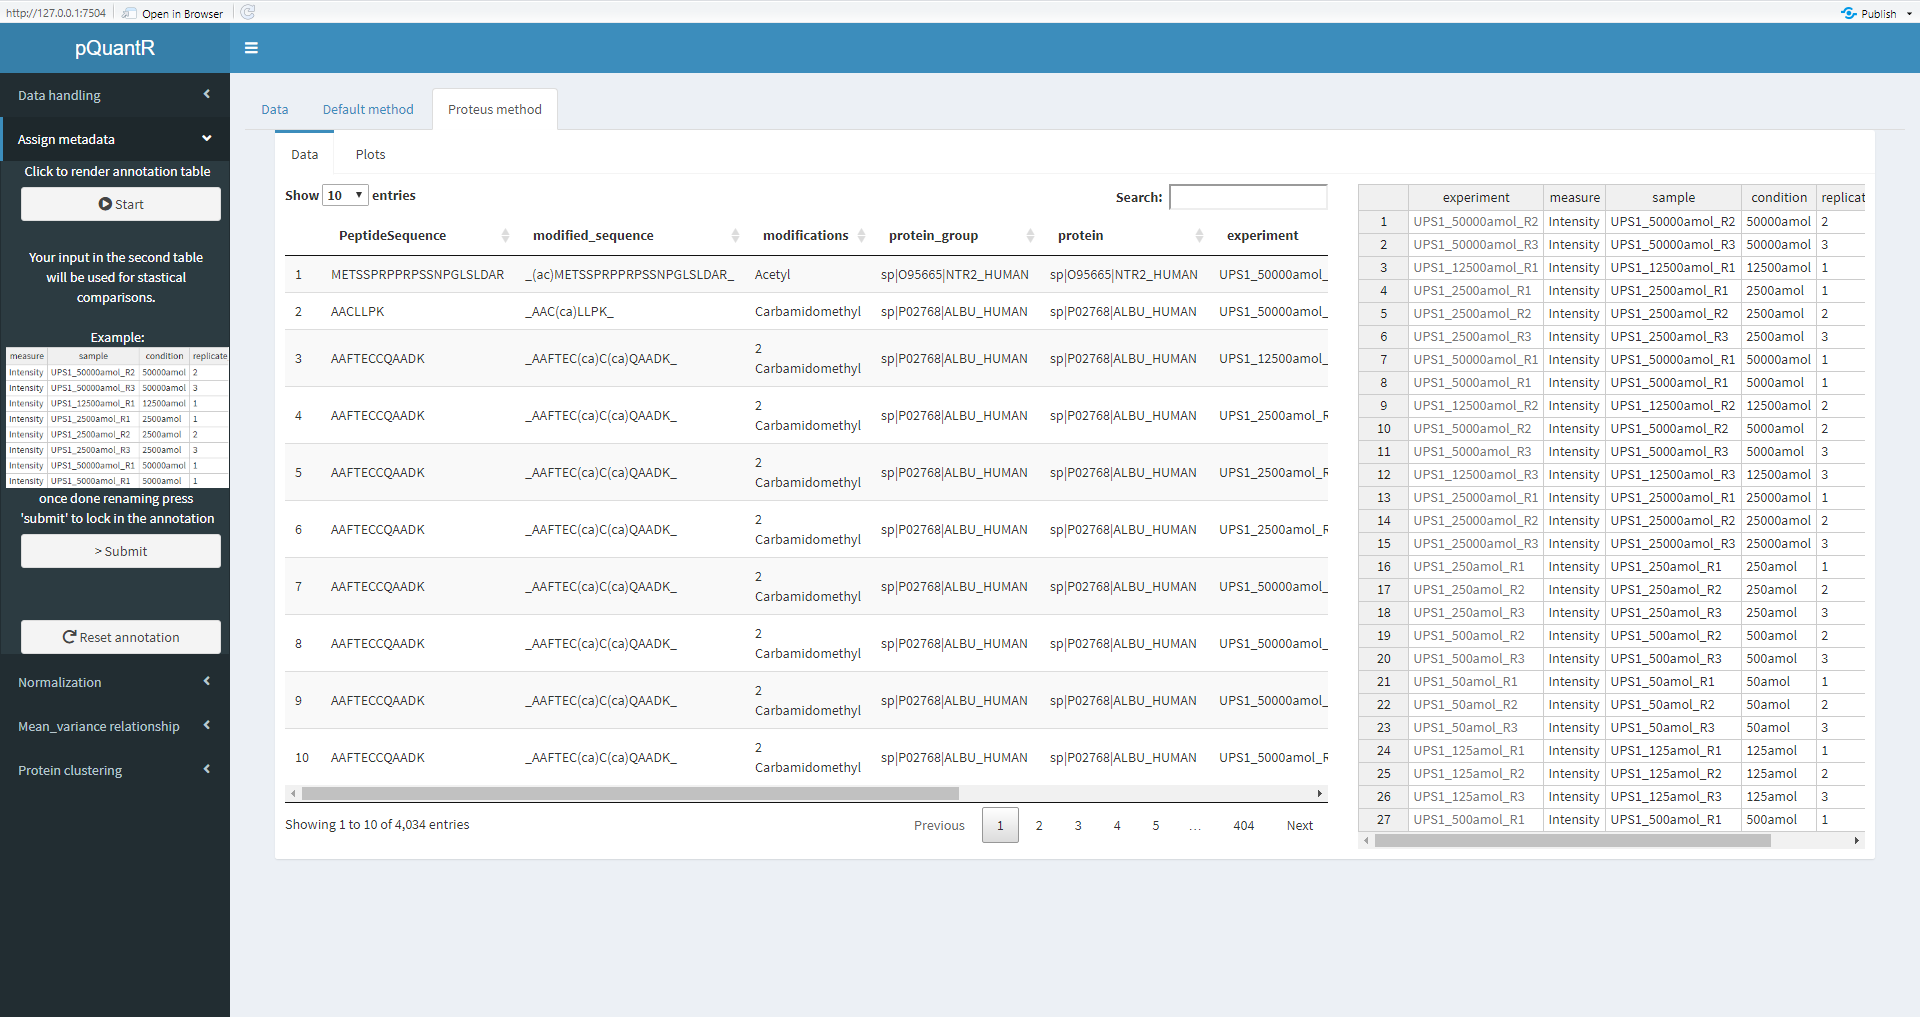 http://127.0.0.1:7504 Open in Browser Publish
pQuantR
Data handling
Assign metadata
Click to render annotation table
Start
Your input in the second table
will be used for stastical
comparisons.
Example:
measure sample condition replicate
Intensity UPS1_50000amol_R2 50000amol 2
Intensity UPS1_50000amol_R3 50000amol 3
Intensity UPS1_12500amol_R1 12500amol 1
Intensity UPS1_2500amol_R1 2500amol 1
Intensity UPS1_2500amol_R2 2500amol 2
Intensity UPS1_2500amol_R3 2500amol 3
Intensity UPS1_50000amol_R1 50000amol 1
Intensity UPS1_5000amol_R1 5000amol 1
once done renaming press
'submit' to lock in the annotation
> Submit
Reset annotation
Normalization
Mean_variance relationship
Protein clustering
Data Default method Proteus method
Data Plots
Show 10 entries Search:
PeptideSequence modified_sequence modifications protein_group protein experiment
1 METSSPRPPRPSSNPGLSLDAR _(ac)METSSPRPPRPSSNPGLSLDAR_ Acetyl sp|O95665|NTR2_HUMAN sp|O95665|NTR2_HUMAN UPS1_50000amol_
2 AACLLPK _AAC(ca)LLPK_ Carbamidomethyl sp|P02768|ALBU_HUMAN sp|P02768|ALBU_HUMAN UPS1_50000amol_
3 AAFTECCQAADK _AAFTEC(ca)C(ca)QAADK_ 2 Carbamidomethyl sp|P02768|ALBU_HUMAN sp|P02768|ALBU_HUMAN UPS1_12500amol_
4 AAFTECCQAADK _AAFTEC(ca)C(ca)QAADK_ 2 Carbamidomethyl sp|P02768|ALBU_HUMAN sp|P02768|ALBU_HUMAN UPS1_2500amol_R
5 AAFTECCQAADK _AAFTEC(ca)C(ca)QAADK_ 2 Carbamidomethyl sp|P02768|ALBU_HUMAN sp|P02768|ALBU_HUMAN UPS1_2500amol_R
6 AAFTECCQAADK _AAFTEC(ca)C(ca)QAADK_ 2 Carbamidomethyl sp|P02768|ALBU_HUMAN sp|P02768|ALBU_HUMAN UPS1_2500amol_R
7 AAFTECCQAADK _AAFTEC(ca)C(ca)QAADK_ 2 Carbamidomethyl sp|P02768|ALBU_HUMAN sp|P02768|ALBU_HUMAN UPS1_50000amol_
8 AAFTECCQAADK _AAFTEC(ca)C(ca)QAADK_ 2 Carbamidomethyl sp|P02768|ALBU_HUMAN sp|P02768|ALBU_HUMAN UPS1_50000amol_
9 AAFTECCQAADK _AAFTEC(ca)C(ca)QAADK_ 2 Carbamidomethyl sp|P02768|ALBU_HUMAN sp|P02768|ALBU_HUMAN UPS1_50000amol_
10 AAFTECCQAADK _AAFTEC(ca)C(ca)QAADK_ 2 Carbamidomethyl sp|P02768|ALBU_HUMAN sp|P02768|ALBU_HUMAN UPS1_5000amol_R
Showing 1 to 10 of 4,034 entries Previous 1 2 3 4 5 … 404 Next
experiment measure sample condition replicat
1 UPS1_50000amol_R2 Intensity UPS1_50000amol_R2 50000amol 2
2 UPS1_50000amol_R3 Intensity UPS1_50000amol_R3 50000amol 3
3 UPS1_12500amol_R1 Intensity UPS1_12500amol_R1 12500amol 1
4 UPS1_2500amol_R1 Intensity UPS1_2500amol_R1 2500amol 1
5 UPS1_2500amol_R2 Intensity UPS1_2500amol_R2 2500amol 2
6 UPS1_2500amol_R3 Intensity UPS1_2500amol_R3 2500amol 3
7 UPS1_50000amol_R1 Intensity UPS1_50000amol_R1 50000amol 1
8 UPS1_5000amol_R1 Intensity UPS1_5000amol_R1 5000amol 1
9 UPS1_12500amol_R2 Intensity UPS1_12500amol_R2 12500amol 2
10 UPS1_5000amol_R2 Intensity UPS1_5000amol_R2 5000amol 2
11 UPS1_5000amol_R3 Intensity UPS1_5000amol_R3 5000amol 3
12 UPS1_12500amol_R3 Intensity UPS1_12500amol_R3 12500amol 3
13 UPS1_25000amol_R1 Intensity UPS1_25000amol_R1 25000amol 1
14 UPS1_25000amol_R2 Intensity UPS1_25000amol_R2 25000amol 2
15 UPS1_25000amol_R3 Intensity UPS1_25000amol_R3 25000amol 3
16 UPS1_250amol_R1 Intensity UPS1_250amol_R1 250amol 1
17 UPS1_250amol_R2 Intensity UPS1_250amol_R2 250amol 2
18 UPS1_250amol_R3 Intensity UPS1_250amol_R3 250amol 3
19 UPS1_500amol_R2 Intensity UPS1_500amol_R2 500amol 2
20 UPS1_500amol_R3 Intensity UPS1_500amol_R3 500amol 3
21 UPS1_50amol_R1 Intensity UPS1_50amol_R1 50amol 1
22 UPS1_50amol_R2 Intensity UPS1_50amol_R2 50amol 2
23 UPS1_50amol_R3 Intensity UPS1_50amol_R3 50amol 3
24 UPS1_125amol_R1 Intensity UPS1_125amol_R1 125amol 1
25 UPS1_125amol_R2 Intensity UPS1_125amol_R2 125amol 2
26 UPS1_125amol_R3 Intensity UPS1_125amol_R3 125amol 3
27 UPS1_500amol_R1 Intensity UPS1_500amol_R1 500amol 1